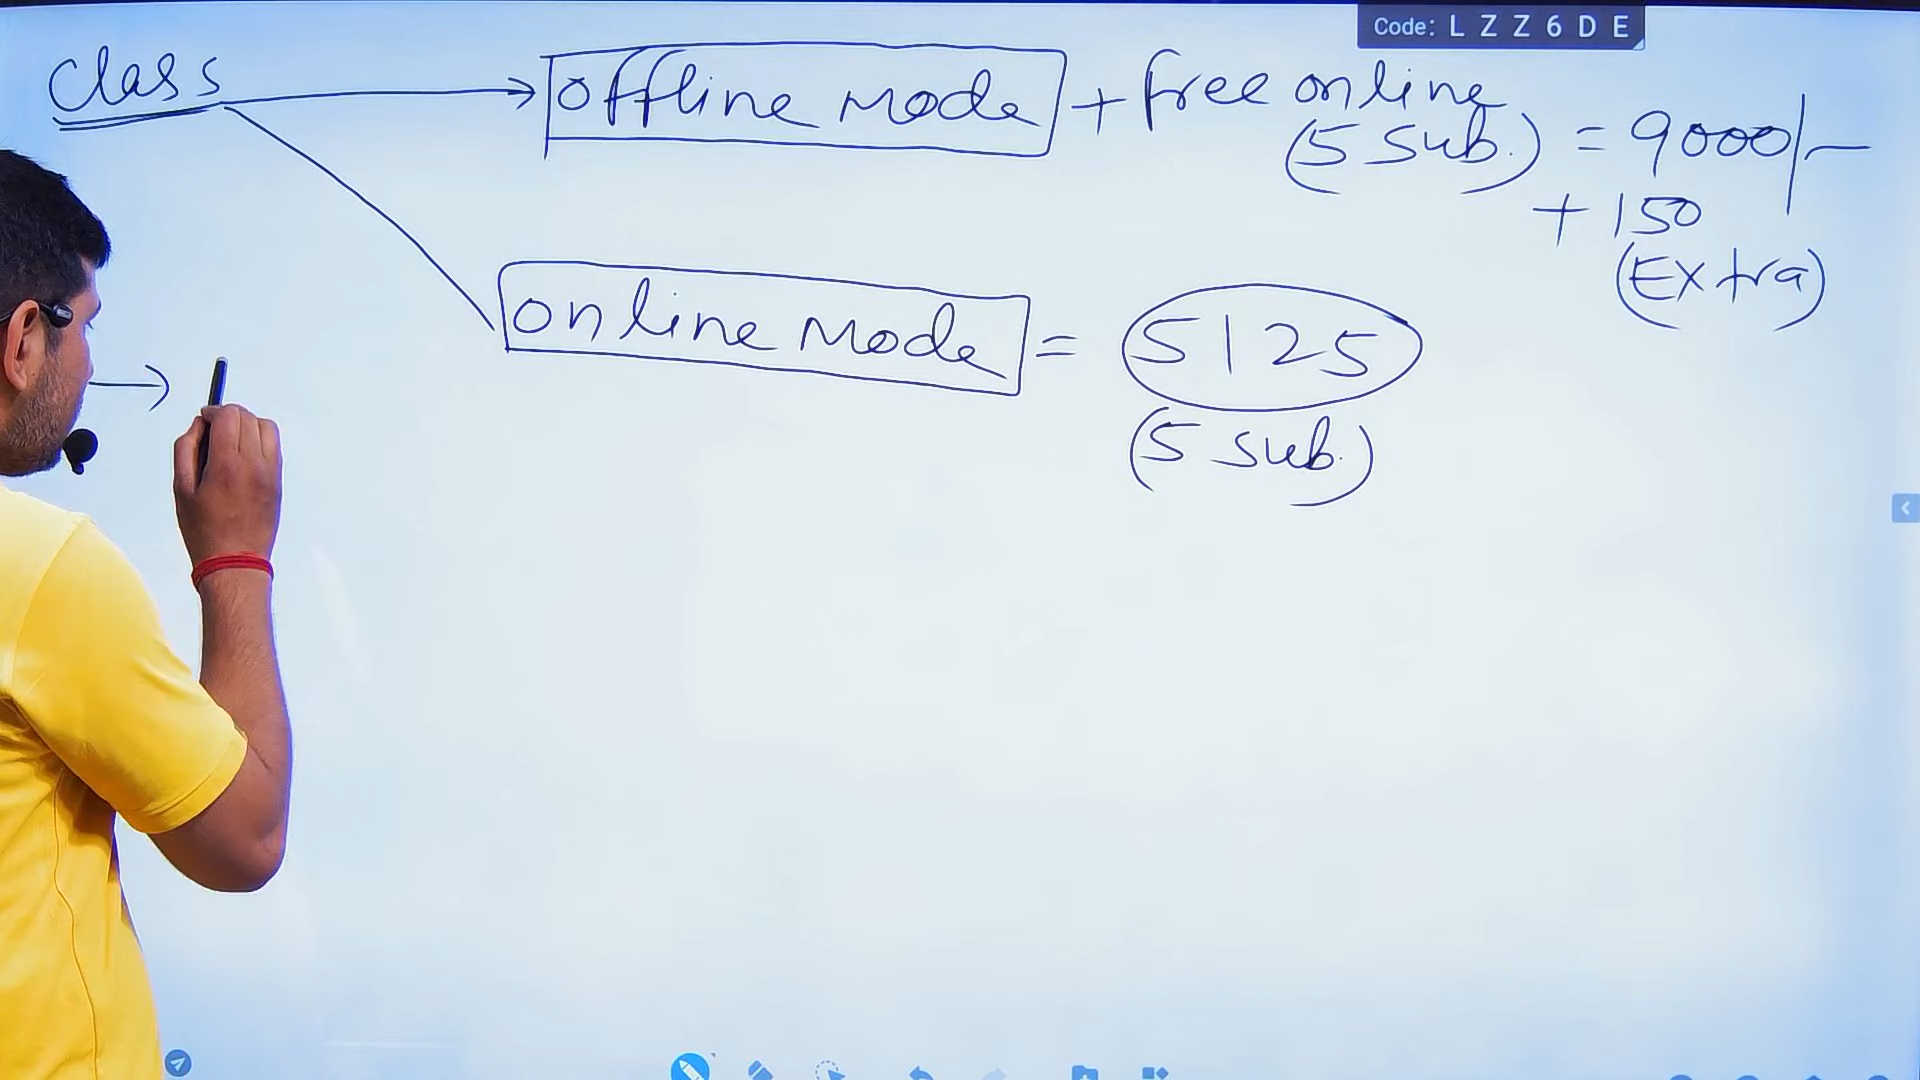 Code: L Z Z 6 D E
Class → offline Mode + free online
(5 Sub.) = 9000/-
+ 150
(Extra)
online Mode = 5125
(5 Sub.)
→